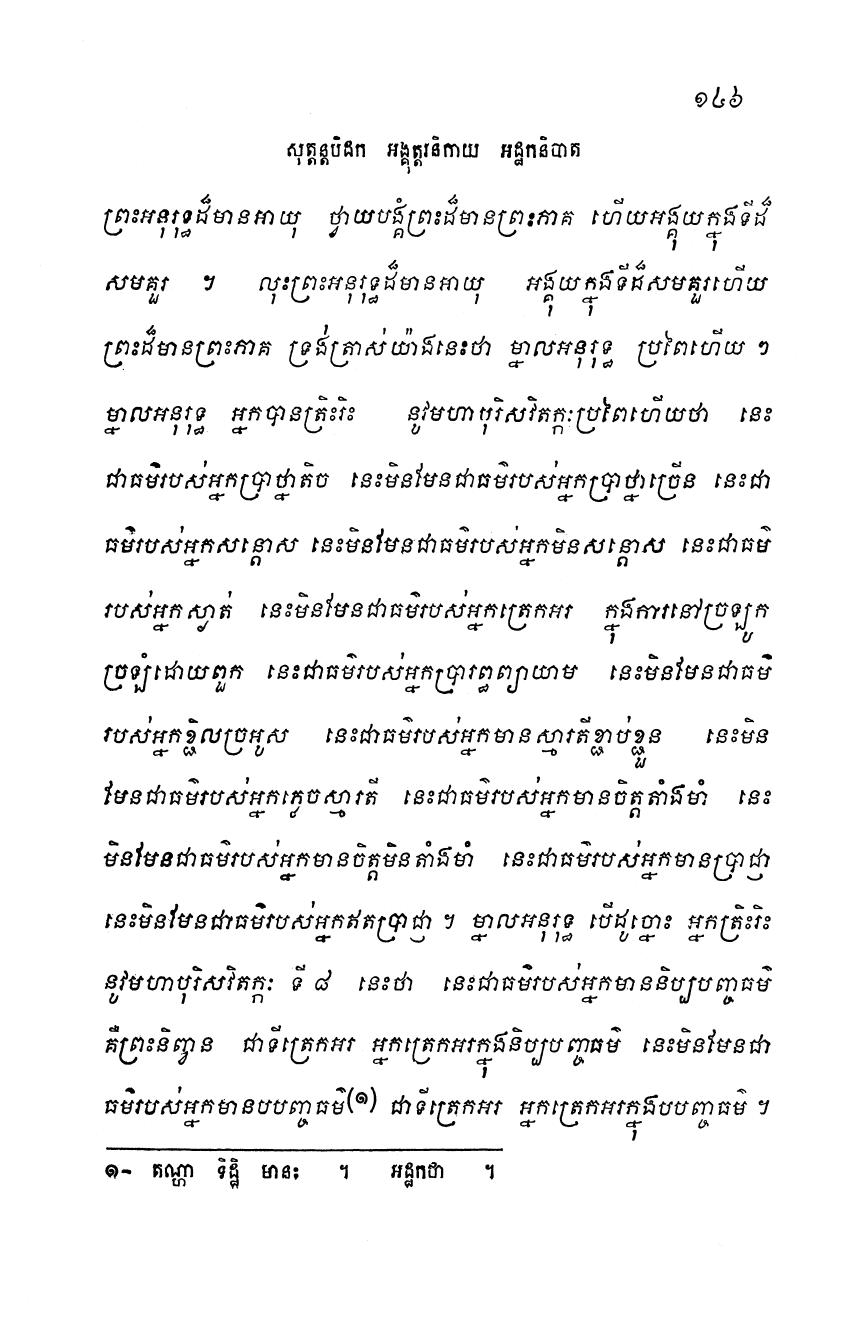 ១៤៦
សុត្តន្តបិដក អង្គុត្តរនិកាយ អដ្ឋកនិបាត
ព្រះអនុរុទ្ធដ៏មានអាយុ ថ្វាយបង្គំព្រះដ៏មានព្រះភាគ ហើយអង្គុយក្នុងទីដ៏
សមគួរ ។ លុះព្រះអនុរុទ្ធដ៏មានអាយុ អង្គុយក្នុងទីដ៏សមគួរហើយ
ព្រះដ៏មានព្រះភាគ ទ្រង់ត្រាស់យ៉ាងនេះថា ម្នាលអនុរុទ្ធ ប្រពៃហើយ ៗ
ម្នាលអនុរុទ្ធ អ្នកបានត្រិះរិះ នូវមហាបុរិសវិតក្កៈប្រពៃហើយថា នេះ
ជាធម៌របស់អ្នកប្រាថ្នាតិច នេះមិនមែនជាធម៌របស់អ្នកប្រាថ្នាច្រើន នេះជា
ធម៌របស់អ្នកសន្តោស នេះមិនមែនជាធម៌របស់អ្នកមិនសន្តោស នេះជាធម៌
របស់អ្នកស្ងាត់ នេះមិនមែនជាធម៌របស់អ្នកត្រេកអរ ក្នុងការនៅច្រឡូក
ច្រឡំដោយពួក នេះជាធម៌របស់អ្នកប្រារព្ធព្យាយាម នេះមិនមែនជាធម៌
របស់អ្នកខ្ជិលច្រអូស នេះជាធម៌របស់អ្នកមានស្មារតីខ្ជាប់ខ្ជួន នេះមិន
មែនជាធម៌របស់អ្នកភ្លេចស្មារតី នេះជាធម៌របស់អ្នកមានចិត្តតាំងមាំ នេះ
មិនមែនជាធម៌របស់អ្នកមានចិត្តមិនតាំងមាំ នេះជាធម៌របស់អ្នកមានប្រាជ្ញា
នេះមិនមែនជាធម៌របស់អ្នកឥតប្រាជ្ញា ។ ម្នាលអនុរុទ្ធ បើដូច្នោះ អ្នកត្រិះរិះ
នូវមហាបុរិសវិតក្កៈ ទី ៨ នេះថា នេះជាធម៌របស់អ្នកមាននិប្បបញ្ចធម៌
គឺព្រះនិព្វាន ជាទីត្រេកអរ អ្នកត្រេកអរក្នុងនិប្បបញ្ចធម៌ នេះមិនមែនជា
ធម៌របស់អ្នកមានបបញ្ចធម៌(១) ជាទីត្រេកអរ អ្នកត្រេកអរក្នុងបបញ្ចធម៌ ។
១- តណ្ហា ទិដ្ឋិ មានះ ។ អដ្ឋកថា ។